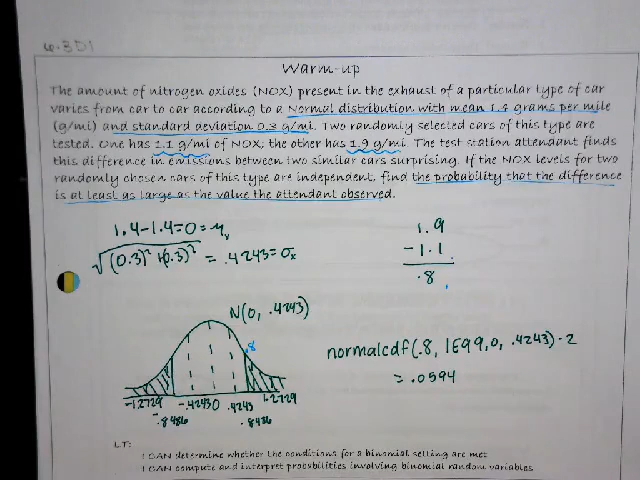 6.3D1
Warm-up
The amount of nitrogen oxides (NOX) present in the exhaust of a particular type of car
varies from car to car according to a Normal distribution with mean 1.4 grams per mile
(g/mi) and standard deviation 0.3 g/mi. Two randomly selected cars of this type are
tested. One has 1.1 g/mi of NOX; the other has 1.9 g/mi. The test station attendant finds
this difference in emissions between two similar cars surprising. If the NOX levels for two
randomly chosen cars of this type are independent, find the probability that the difference
is at least as large as the value the attendant observed.
1.4-1.4=0=μ
√(0.3)²+(0.3)² = .4243=σx
1.9
-1.1
.8
N(0, .4243)
.8
normalcdf(.8, 1E99, 0, .4243)·2
= .0594
-1.2729 -.4243 0 .4243 1.2729
-.8486 .8486
LT:
I CAN determine whether the conditions for a binomial setting are met
I CAN compute and interpret probabilities involving binomial random variables